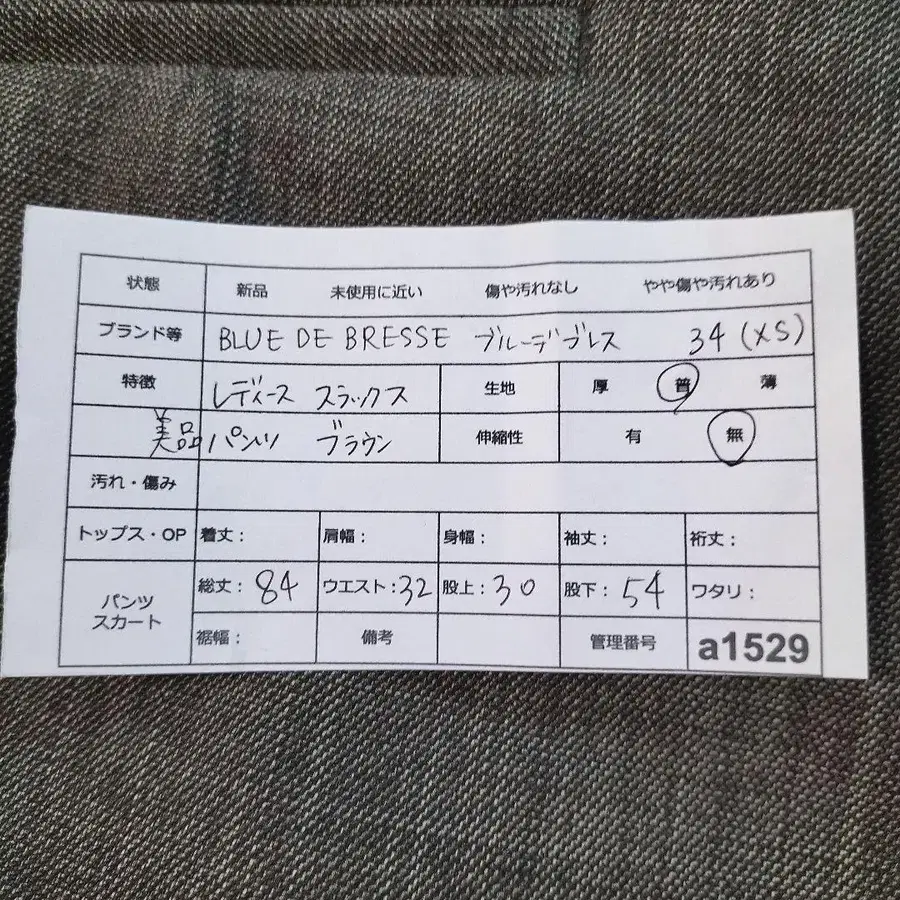 状態 新品 未使用に近い 傷や汚れなし やや傷や汚れあり
ブランド等 BLUE DE BRESSE ブルーデブレス 34(XS)
特徴 レディース スラックス 生地 厚 普 薄
美品 パンツ ブラウン 伸縮性 有 無
汚れ・傷み
トップス・OP 着丈: 肩幅: 身幅: 袖丈: 裄丈:
パンツ スカート 総丈:84 ウエスト:32 股上:30 股下:54 ワタリ:
裾幅: 備考 管理番号 a1529